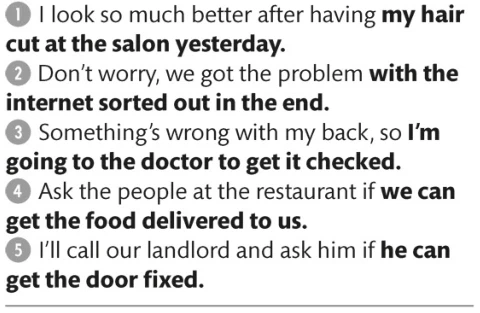 1 I look so much better after having my hair
cut at the salon yesterday.
2 Don't worry, we got the problem with the
internet sorted out in the end.
3 Something's wrong with my back, so I'm
going to the doctor to get it checked.
4 Ask the people at the restaurant if we can
get the food delivered to us.
5 I'll call our landlord and ask him if he can
get the door fixed.